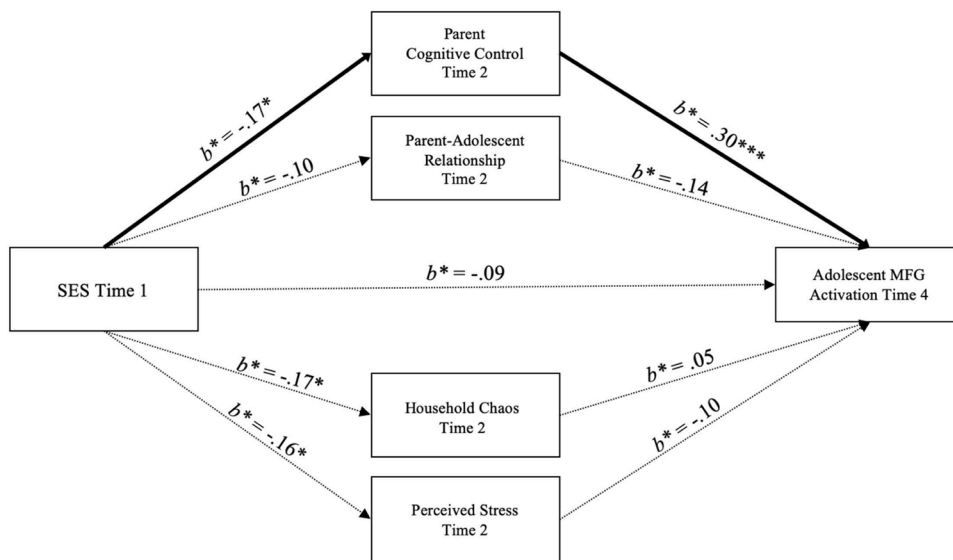 Parent
Cognitive Control
Time 2
b* = -.17*
b* = .30***
Parent-Adolescent
Relationship
Time 2
b* = -.10
b* = -.14
SES Time 1
b* = -.09
Adolescent MFG
Activation Time 4
b* = -.17*
b* = .05
Household Chaos
Time 2
b* = -.16*
b* = -.10
Perceived Stress
Time 2